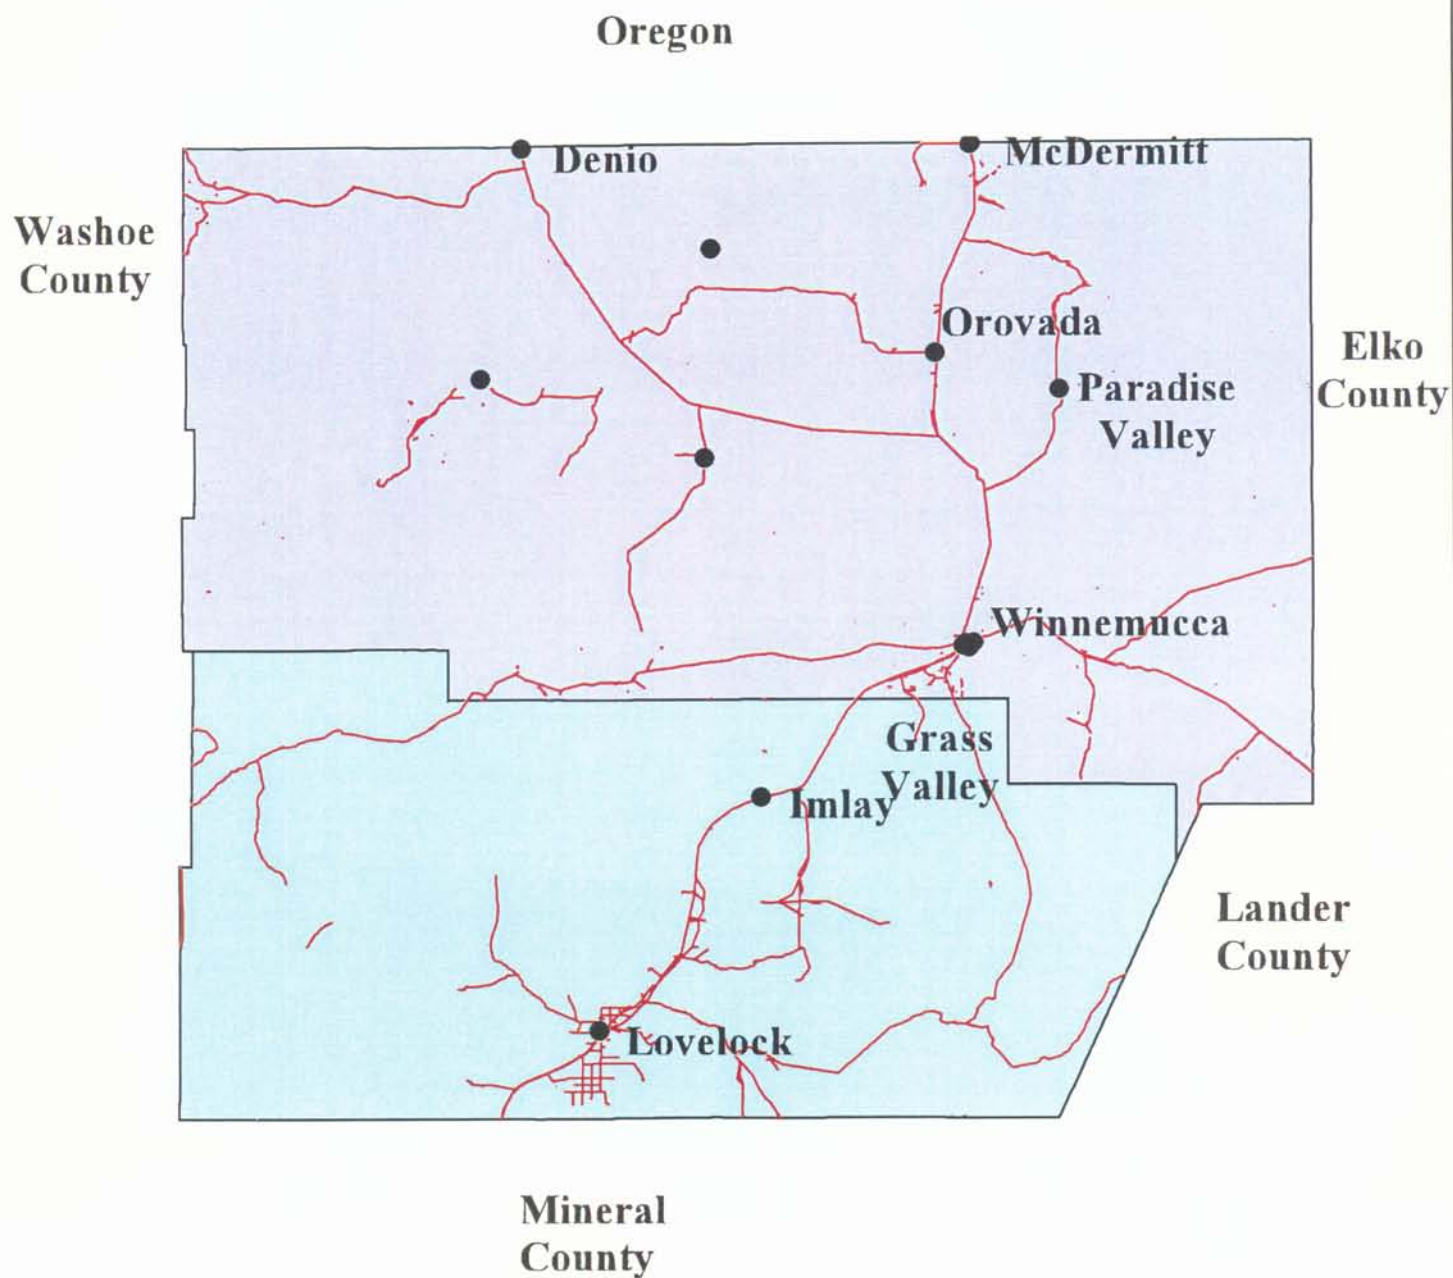 Oregon
Denio
McDermitt
Washoe
County
Orovada
Elko
County
Paradise
Valley
Winnemucca
Grass
Valley
Imlay
Lander
County
Lovelock
Mineral
County